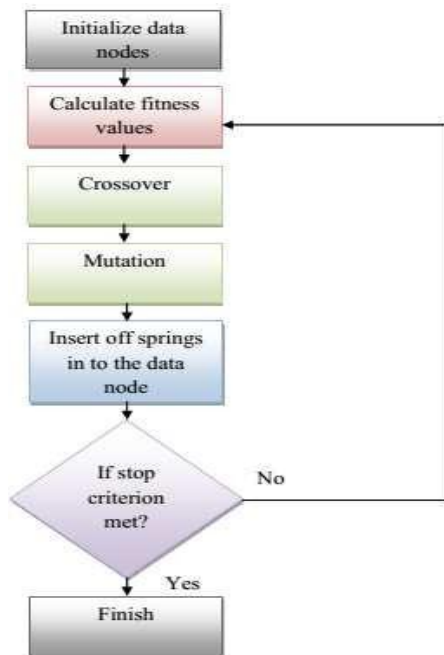 Initialize data
nodes
Calculate fitness
values
Crossover
Mutation
Insert off springs
in to the data
node
If stop
criterion
met?
No
Yes
Finish